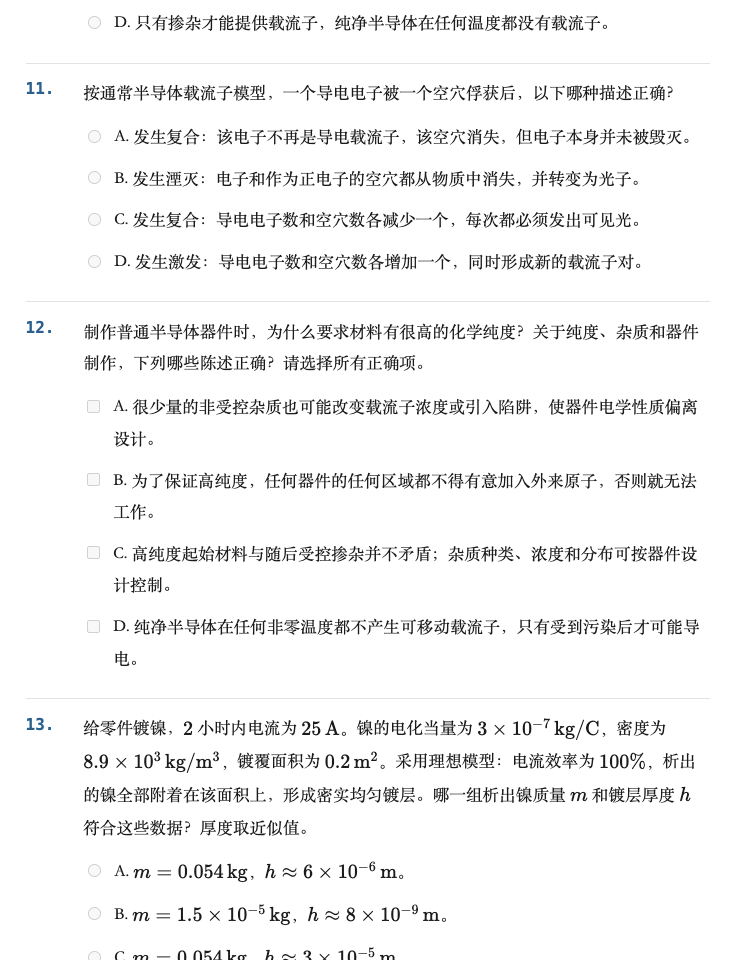 D. 只有掺杂才能提供载流子，纯净半导体在任何温度都没有载流子。
11. 按通常半导体载流子模型，一个导电电子被一个空穴俘获后，以下哪种描述正确？
A. 发生复合：该电子不再是导电载流子，该空穴消失，但电子本身并未被毁灭。
B. 发生湮灭：电子和作为正电子的空穴都从物质中消失，并转变为光子。
C. 发生复合：导电电子数和空穴数各减少一个，每次都必须发出可见光。
D. 发生激发：导电电子数和空穴数各增加一个，同时形成新的载流子对。
12. 制作普通半导体器件时，为什么要求材料有很高的化学纯度？关于纯度、杂质和器件
制作，下列哪些陈述正确？请选择所有正确项。
A. 很少量的非受控杂质也可能改变载流子浓度或引入陷阱，使器件电学性质偏离
设计。
B. 为了保证高纯度，任何器件的任何区域都不得有意加入外来原子，否则就无法
工作。
C. 高纯度起始材料与随后受控掺杂并不矛盾；杂质种类、浓度和分布可按器件设
计控制。
D. 纯净半导体在任何非零温度都不产生可移动载流子，只有受到污染后才可能导
电。
13. 给零件镀镍，2 小时内电流为 25 A。镍的电化当量为 3 × 10⁻⁷ kg/C，密度为
8.9 × 10³ kg/m³，镀覆面积为 0.2 m²。采用理想模型：电流效率为 100%，析出
的镍全部附着在该面积上，形成密实均匀镀层。哪一组析出镍质量 m 和镀层厚度 h
符合这些数据？厚度取近似值。
A. m = 0.054 kg，h ≈ 6 × 10⁻⁶ m。
B. m = 1.5 × 10⁻⁵ kg，h ≈ 8 × 10⁻⁹ m。
C. m = 0.054 kg，h ≈ 3 × 10⁻⁵ m